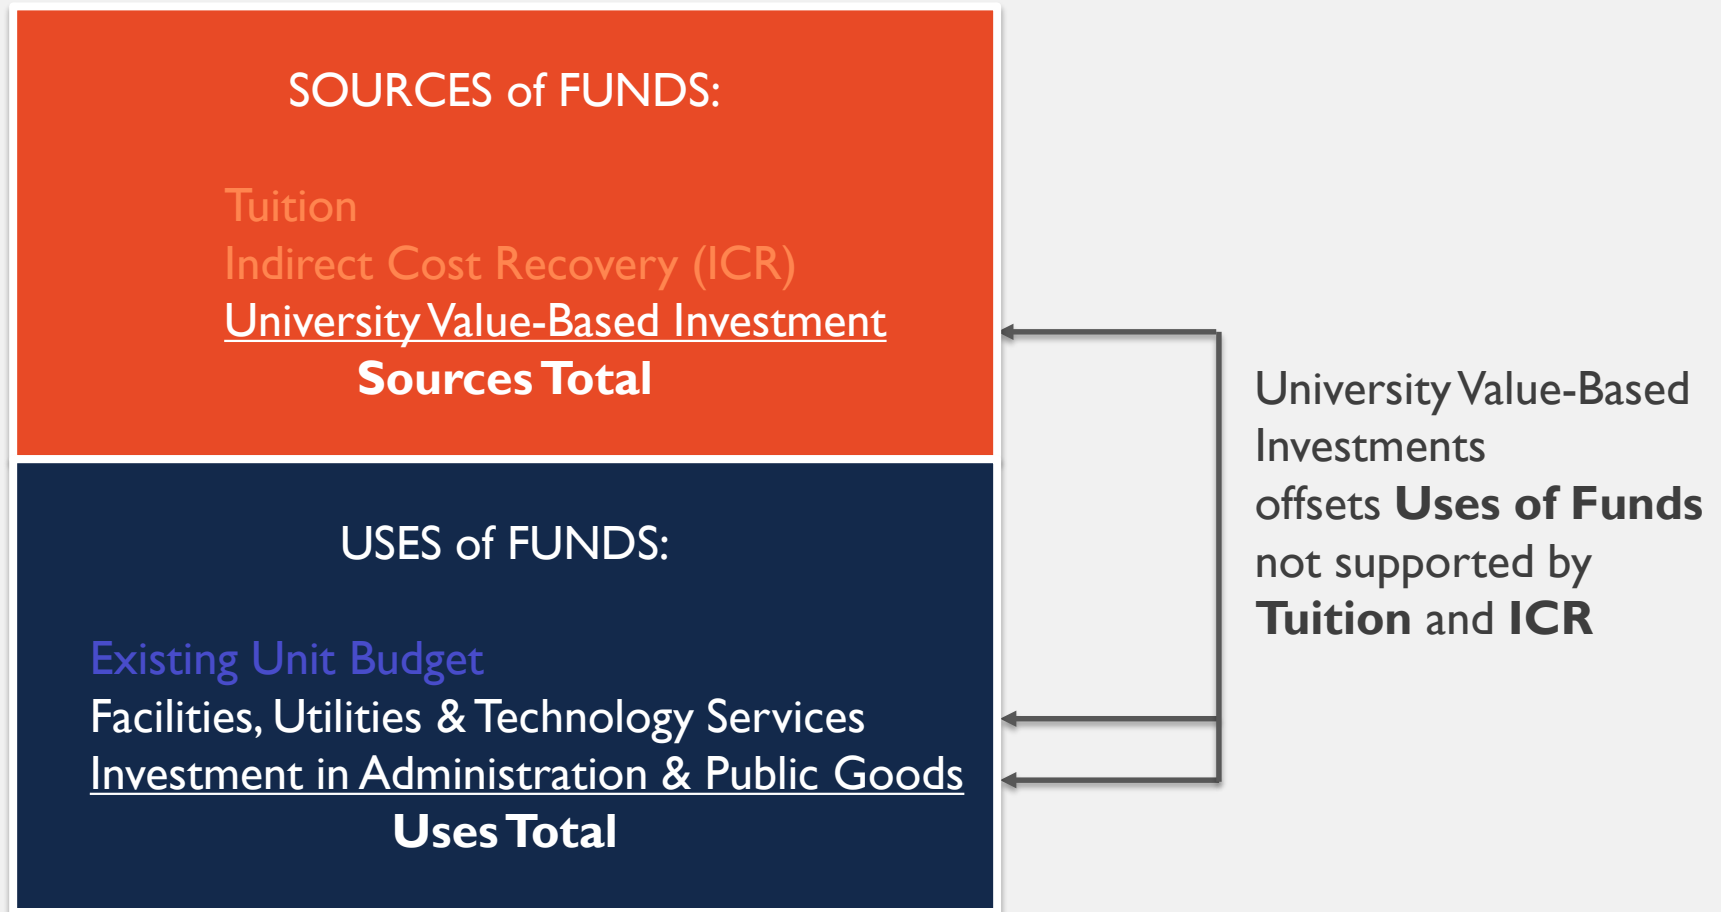 SOURCES of FUNDS:
Tuition
Indirect Cost Recovery (ICR)
University Value-Based Investment
Sources Total
USES of FUNDS:
Existing Unit Budget
Facilities, Utilities & Technology Services
Investment in Administration & Public Goods
Uses Total
University Value-Based
Investments
offsets Uses of Funds
not supported by
Tuition and ICR